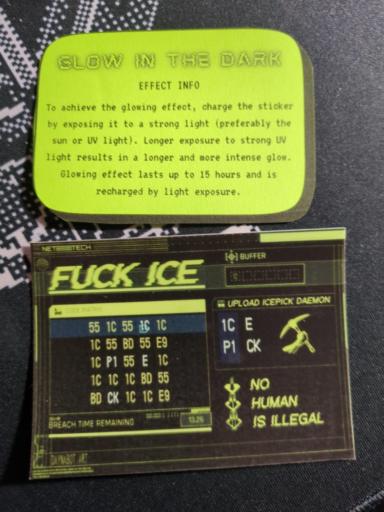 GLOW IN THE DARK
EFFECT INFO
To achieve the glowing effect, charge the sticker
by exposing it to a strong light (preferably the
sun or UV light). Longer exposure to strong UV
light results in a longer and more intense glow.
Glowing effect lasts up to 15 hours and is
recharged by light exposure.
FUCK ICE
BUFFER
CODE MATRIX
55 1C 55 1C 1C
1C 55 BD 55 E9
1C P1 55 E 1C
1C 1C 1C BD 55
BD CK 1C 1C E9
BREACH TIME REMAINING
UPLOAD ICEPICK DAEMON
1C E
P1 CK
NO
HUMAN
IS ILLEGAL